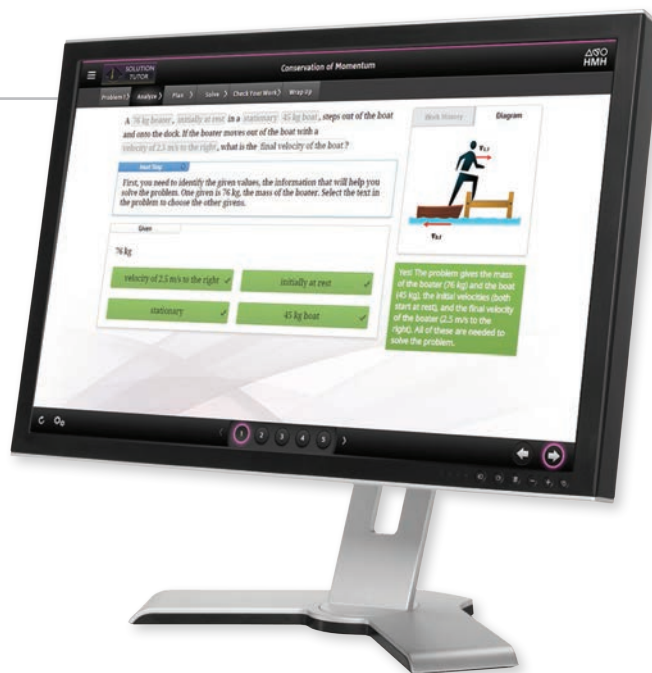 SOLUTION
TUTOR
Conservation of Momentum
HMH
Problem 1 Analyze Plan Solve Check Your Work Wrap-Up
A 76 kg boater, initially at rest in a stationary 45 kg boat, steps out of the boat
and onto the dock. If the boater moves out of the boat with a
velocity of 2.5 m/s to the right, what is the final velocity of the boat?
Next Step
First, you need to identify the given values, the information that will help you
solve the problem. One given is 76 kg, the mass of the boater. Select the text in
the problem to choose the other givens.
Given
76 kg
velocity of 2.5 m/s to the right
initially at rest
stationary
45 kg boat
Work History
Diagram
Yes! The problem gives the mass
of the boater (76 kg) and the boat
(45 kg), the initial velocities (both
start at rest), and the final velocity
of the boater (2.5 m/s to the
right). All of these are needed to
solve the problem.
1 2 3 4 5